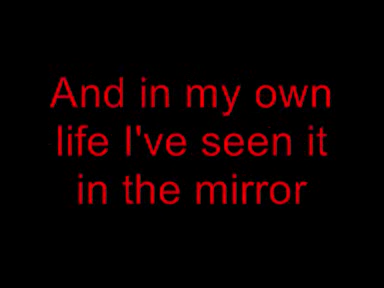 And in my own
life I've seen it
in the mirror